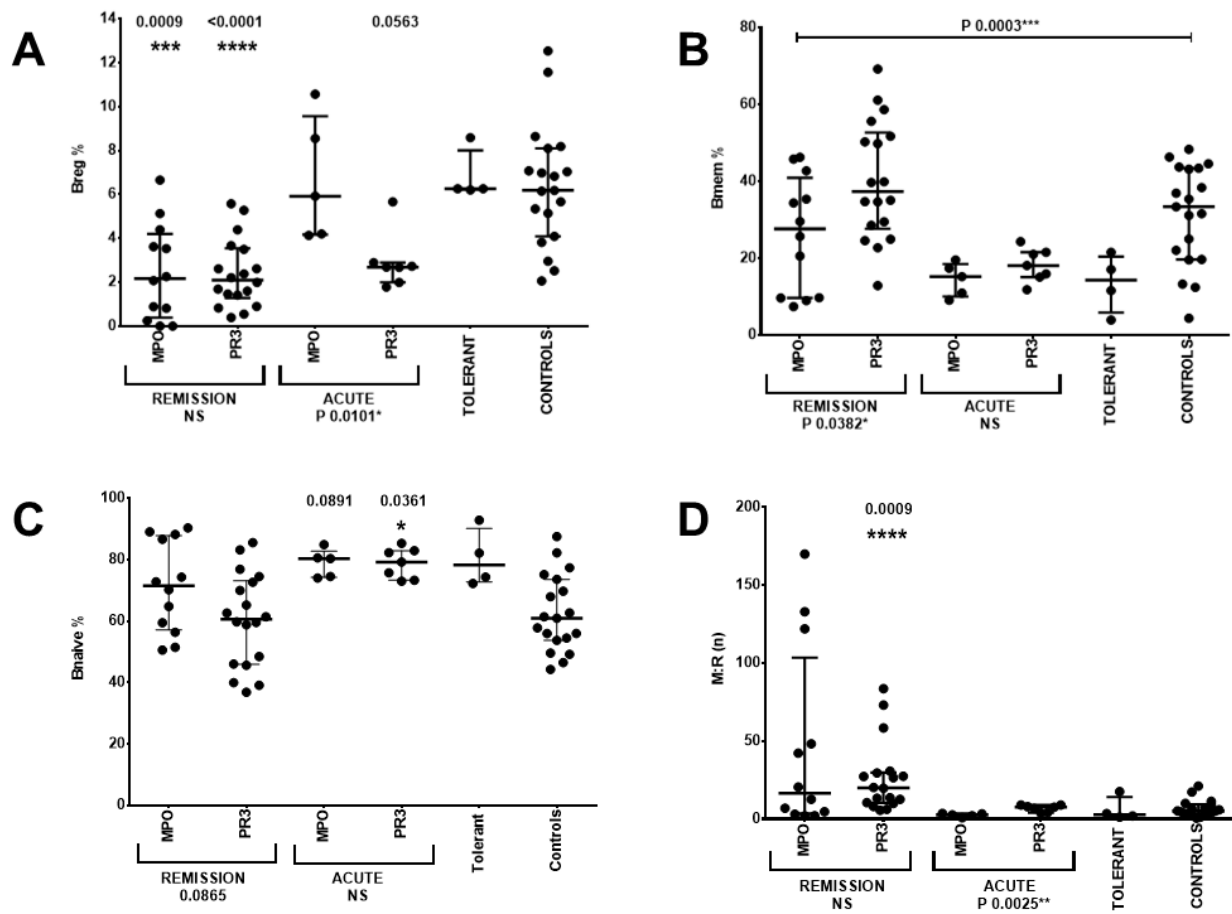 A
0.0009 <0.0001 0.0563
*** ****
14
12
10
8
6
4
2
0
Breg %
MPO PR3 MPO PR3 TOLERANT CONTROLS
REMISSION ACUTE
NS P 0.0101*
B
P 0.0003***
80
60
40
20
0
Bmem %
MPO PR3 MPO PR3 TOLERANT CONTROLS
REMISSION ACUTE
P 0.0382* NS
C
0.0891 0.0361
*
100
80
60
40
20
0
Bnaive %
MPO PR3 MPO PR3 Tolerant Controls
REMISSION ACUTE
0.0865 NS
D
0.0009
****
200
150
100
50
0
M:R (n)
MPO PR3 MPO PR3 TOLERANT CONTROLS
REMISSION ACUTE
NS P 0.0025**